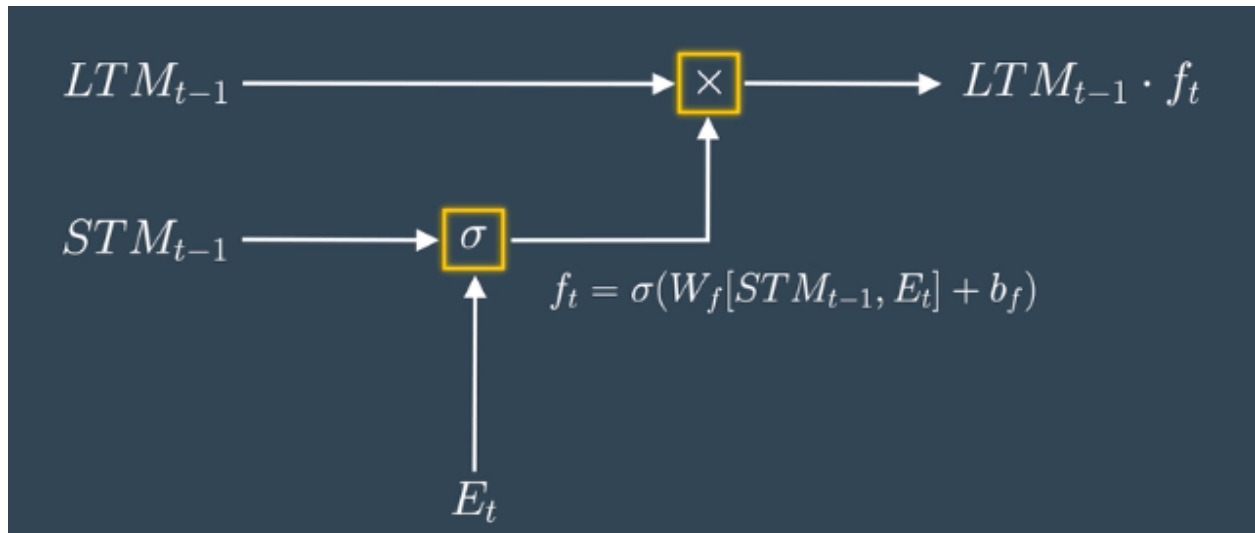 LTM_{t-1} × LTM_{t-1} · f_t
STM_{t-1} σ
f_t = σ(W_f[STM_{t-1}, E_t] + b_f)
E_t